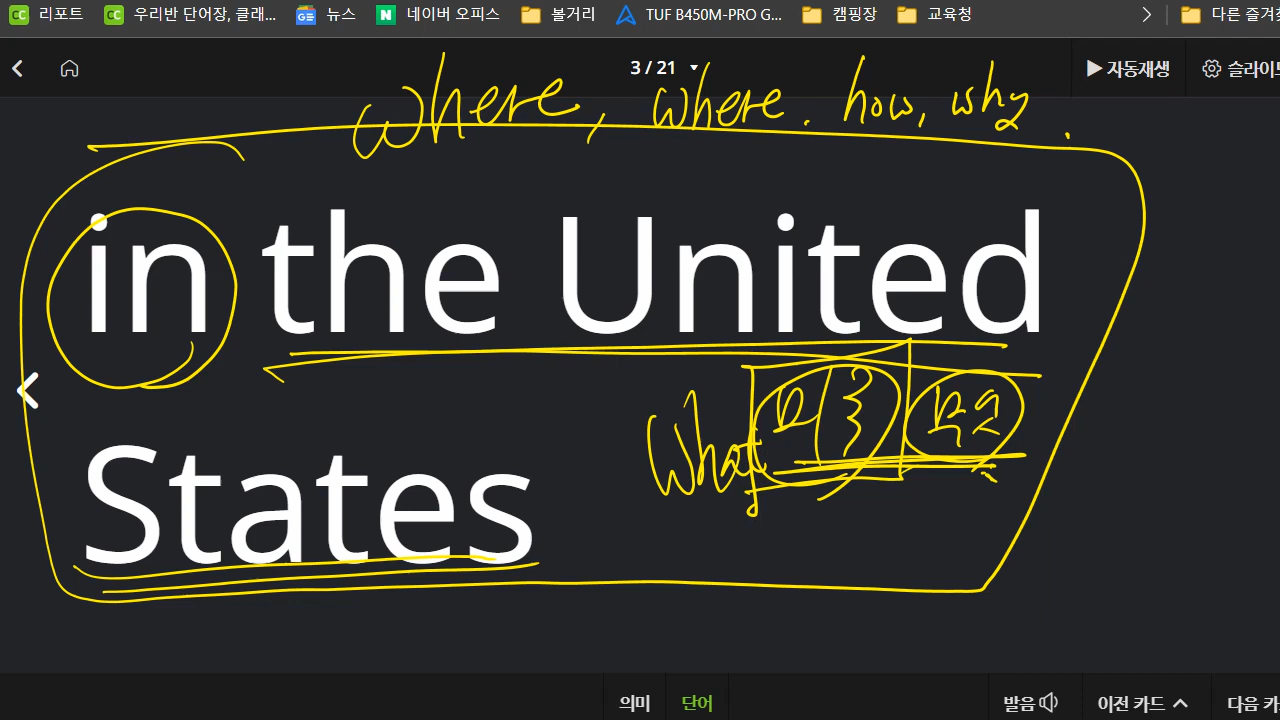 리포트 우리반 단어장, 클래... 뉴스 네이버 오피스 볼거리 TUF B450M-PRO G... 캠핑장 교육청 다른 즐겨찾
3 / 21 자동재생 슬라이드
where, where. how, why.
in the United
what
States
의미 단어 발음 이전 카드 다음 카